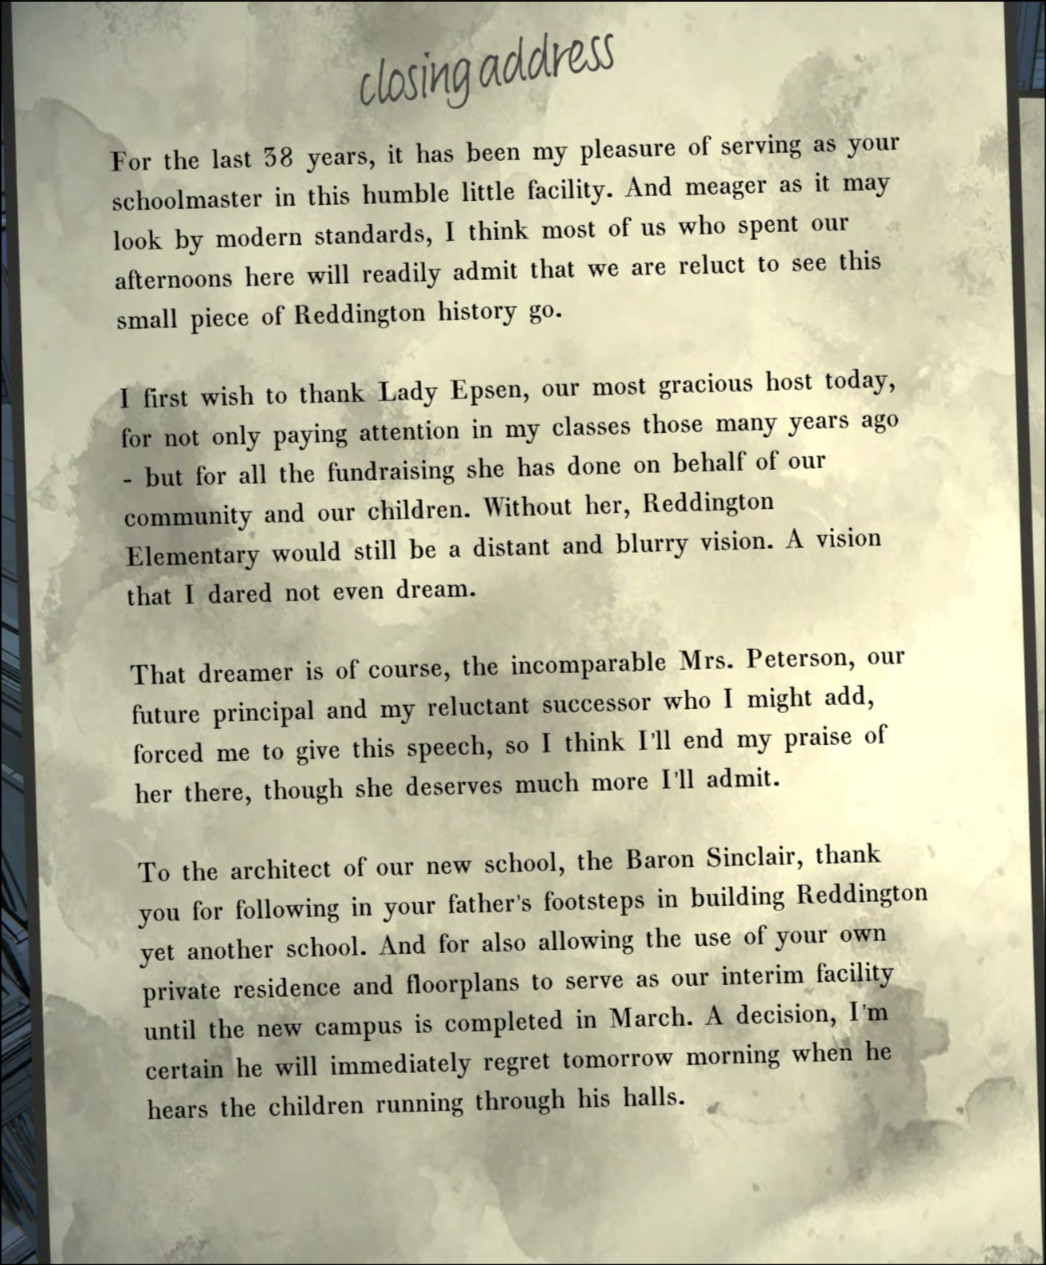 closing address
For the last 38 years, it has been my pleasure of serving as your
schoolmaster in this humble little facility. And meager as it may
look by modern standards, I think most of us who spent our
afternoons here will readily admit that we are reluct to see this
small piece of Reddington history go.
I first wish to thank Lady Epsen, our most gracious host today,
for not only paying attention in my classes those many years ago
- but for all the fundraising she has done on behalf of our
community and our children. Without her, Reddington
Elementary would still be a distant and blurry vision. A vision
that I dared not even dream.
That dreamer is of course, the incomparable Mrs. Peterson, our
future principal and my reluctant successor who I might add,
forced me to give this speech, so I think I'll end my praise of
her there, though she deserves much more I'll admit.
To the architect of our new school, the Baron Sinclair, thank
you for following in your father's footsteps in building Reddington
yet another school. And for also allowing the use of your own
private residence and floorplans to serve as our interim facility
until the new campus is completed in March. A decision, I'm
certain he will immediately regret tomorrow morning when he
hears the children running through his halls.